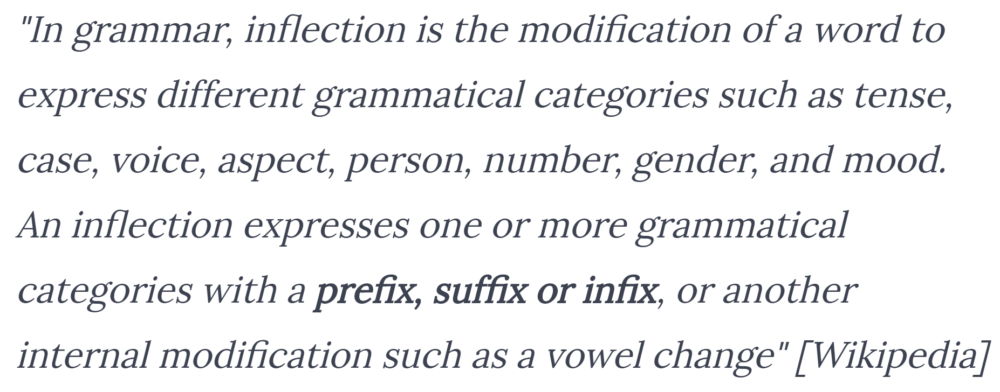 "In grammar, inflection is the modification of a word to
express different grammatical categories such as tense,
case, voice, aspect, person, number, gender, and mood.
An inflection expresses one or more grammatical
categories with a prefix, suffix or infix, or another
internal modification such as a vowel change" [Wikipedia]